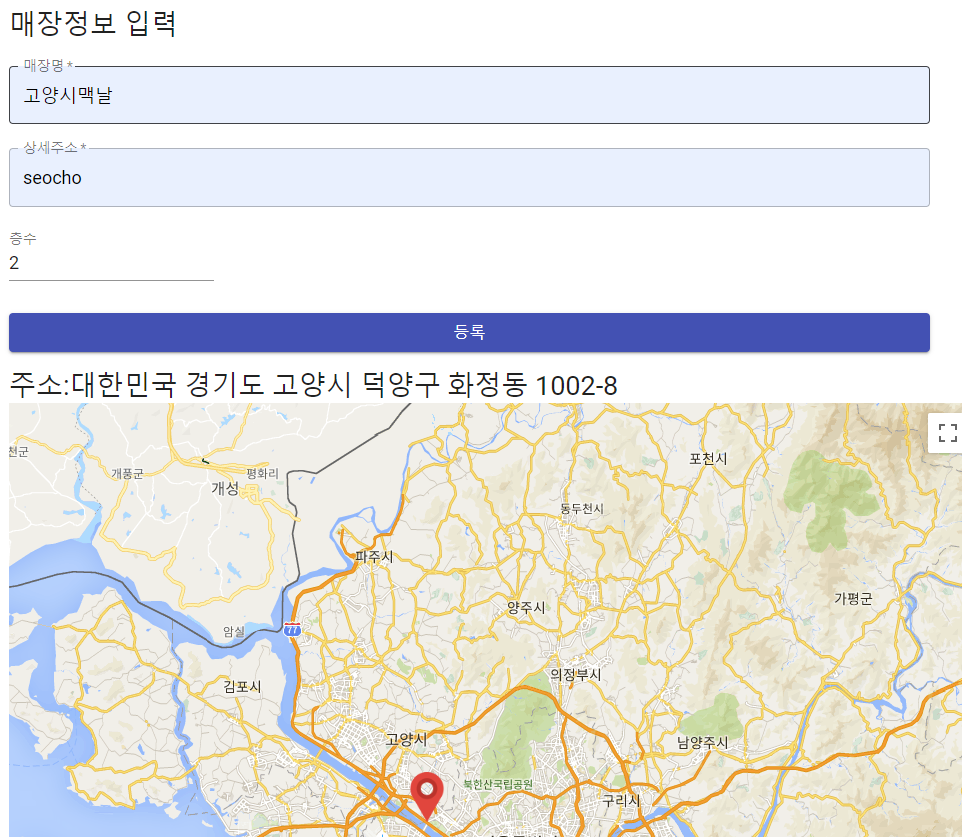 매장정보 입력
매장명 *
고양시맥날
상세주소 *
seocho
층수
2
등록
주소:대한민국 경기도 고양시 덕양구 화정동 1002-8
포천시
천군
개풍군
평화리
개성
동두천시
파주시
가평군
양주시
암실
77
의정부시
김포시
고양시
남양주시
북한산국립공원
구리시